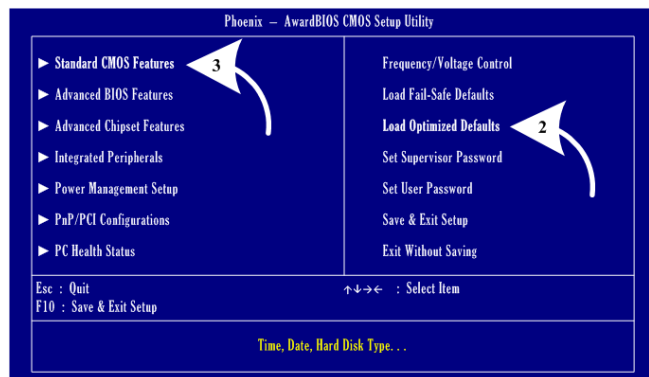 Phoenix – AwardBIOS CMOS Setup Utility
▶ Standard CMOS Features
3
▶ Advanced BIOS Features
▶ Advanced Chipset Features
▶ Integrated Peripherals
▶ Power Management Setup
▶ PnP/PCI Configurations
▶ PC Health Status
Frequency/Voltage Control
Load Fail-Safe Defaults
Load Optimized Defaults
2
Set Supervisor Password
Set User Password
Save & Exit Setup
Exit Without Saving
Esc : Quit
F10 : Save & Exit Setup
↑↓→← : Select Item
Time, Date, Hard Disk Type. . .